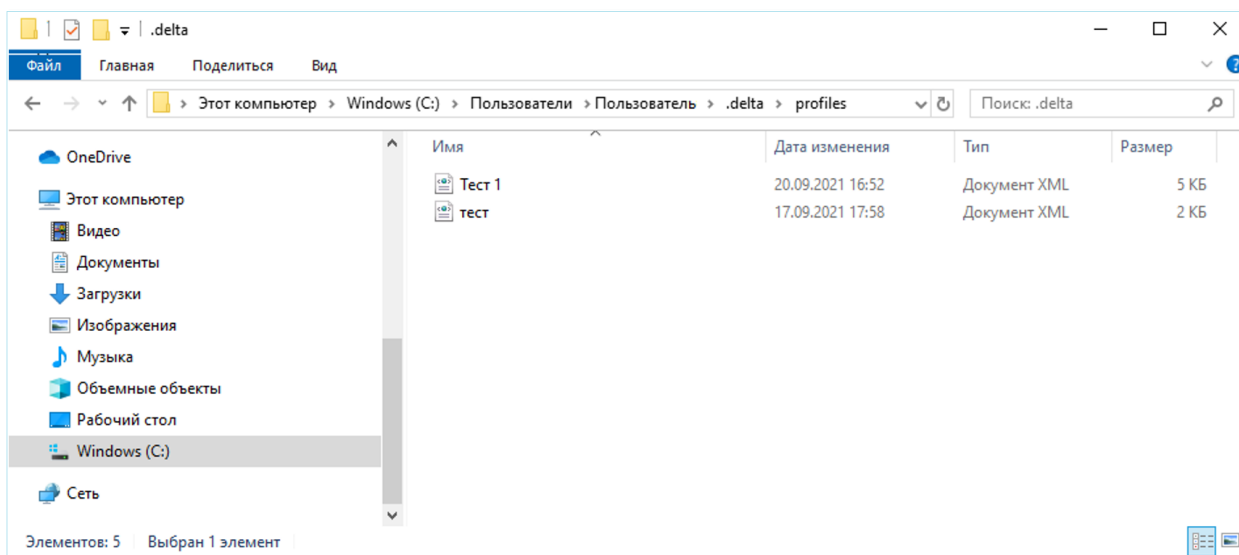 .delta
Файл Главная Поделиться Вид
Этот компьютер Windows (C:) Пользователи Пользователь .delta profiles Поиск: .delta
Имя Дата изменения Тип Размер
OneDrive
Этот компьютер
Видео
Документы
Загрузки
Изображения
Музыка
Объемные объекты
Рабочий стол
Windows (C:)
Сеть
Тест 1 20.09.2021 16:52 Документ XML 5 КБ
тест 17.09.2021 17:58 Документ XML 2 КБ
Элементов: 5 Выбран 1 элемент